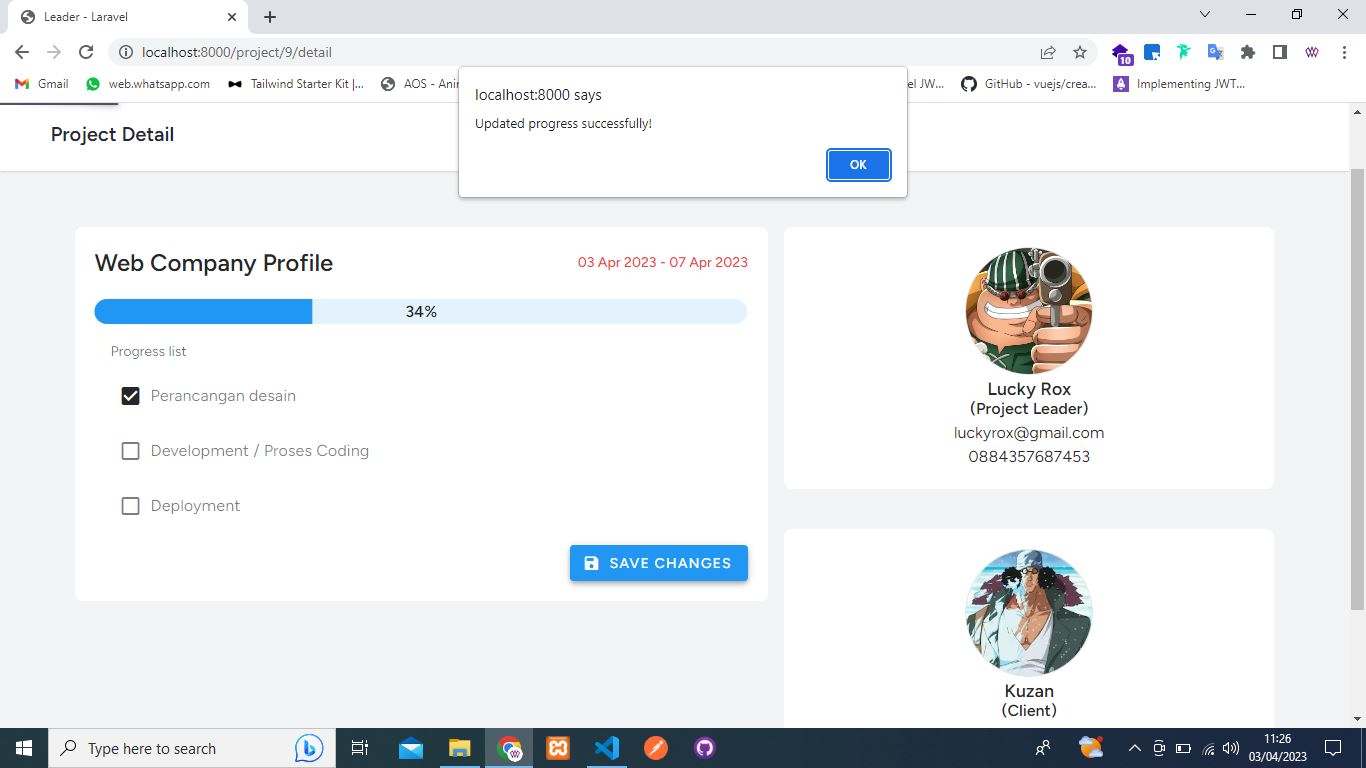 Leader - Laravel
localhost:8000/project/9/detail
10
Gmail
web.whatsapp.com
Tailwind Starter Kit |...
AOS - Ani
el JW...
GitHub - vuejs/crea...
Implementing JWT...
localhost:8000 says
Updated progress successfully!
OK
Project Detail
Web Company Profile
03 Apr 2023 - 07 Apr 2023
34%
Progress list
Perancangan desain
Development / Proses Coding
Deployment
SAVE CHANGES
Lucky Rox
(Project Leader)
luckyrox@gmail.com
0884357687453
Kuzan
(Client)
Type here to search
11:26
03/04/2023